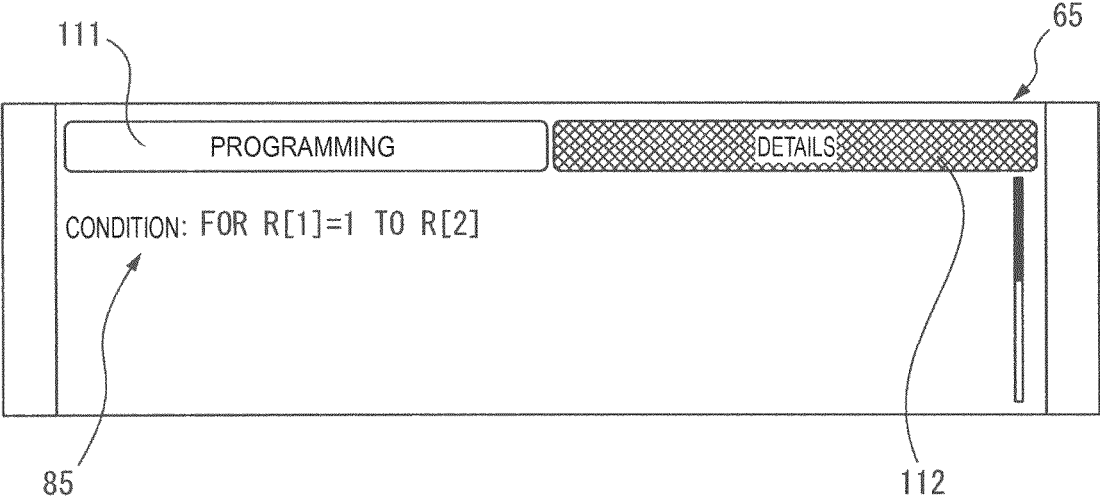 111
65
PROGRAMMING
DETAILS
CONDITION: FOR R[1]=1 TO R[2]
85
112